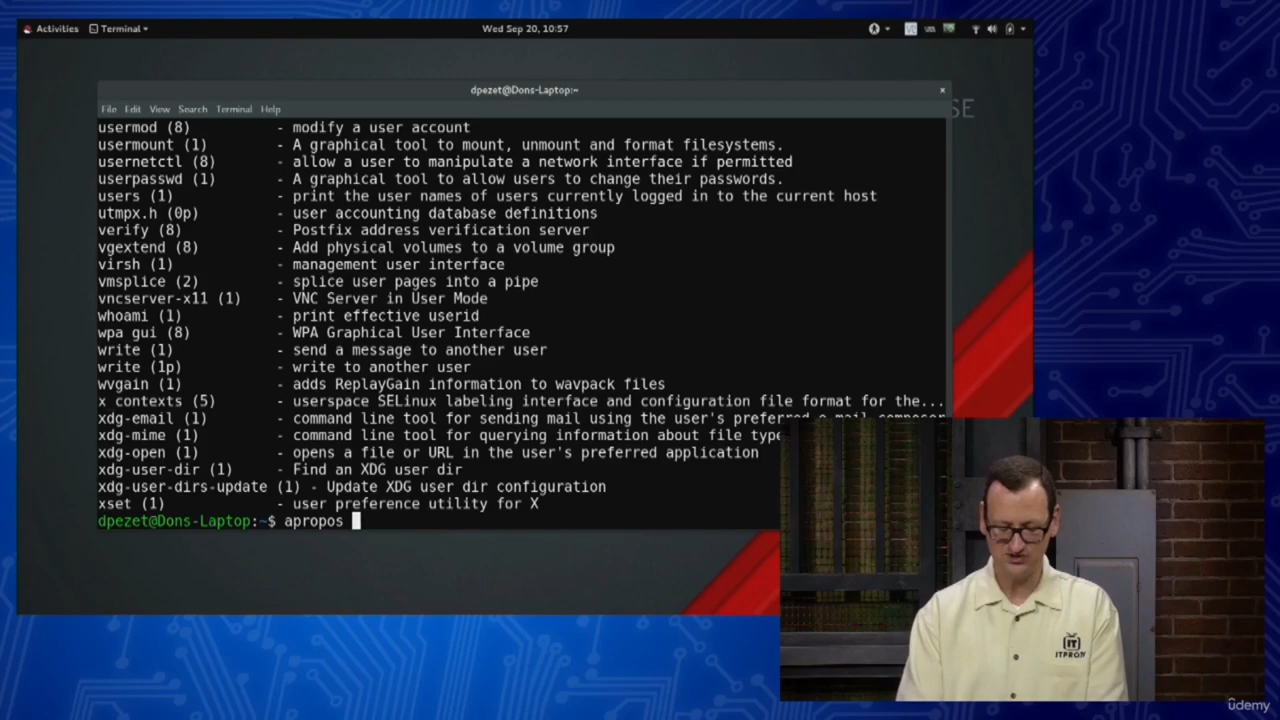 Activities Terminal Wed Sep 20, 10:57
dpezet@Dons-Laptop:~ x
File Edit View Search Terminal Help
SE
usermod (8) - modify a user account
usermount (1) - A graphical tool to mount, unmount and format filesystems.
usernetctl (8) - allow a user to manipulate a network interface if permitted
userpasswd (1) - A graphical tool to allow users to change their passwords.
users (1) - print the user names of users currently logged in to the current host
utmpx.h (0p) - user accounting database definitions
verify (8) - Postfix address verification server
vgextend (8) - Add physical volumes to a volume group
virsh (1) - management user interface
vmsplice (2) - splice user pages into a pipe
vncserver-x11 (1) - VNC Server in User Mode
whoami (1) - print effective userid
wpa_gui (8) - WPA Graphical User Interface
write (1) - send a message to another user
write (1p) - write to another user
wvgain (1) - adds ReplayGain information to wavpack files
x_contexts (5) - userspace SELinux labeling interface and configuration file format for the...
xdg-email (1) - command line tool for sending mail using the user's preferred e-mail composer
xdg-mime (1) - command line tool for querying information about file type
xdg-open (1) - opens a file or URL in the user's preferred application
xdg-user-dir (1) - Find an XDG user dir
xdg-user-dirs-update (1) - Update XDG user dir configuration
xset (1) - user preference utility for X
dpezet@Dons-Laptop:~$ apropos
IT
ITPROTV
ûdemy